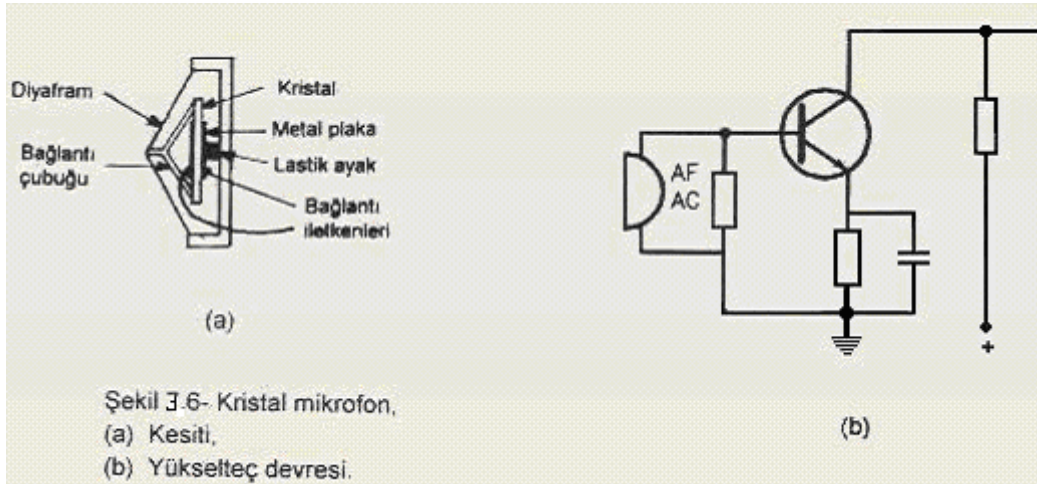 Diyafram
Bağlantı
çubuğu
Kristal
Metal plaka
Lastik ayak
Bağlantı
iletkenleri
(a)
AF
AC
+
(b)
Şekil 3.6- Kristal mikrofon,
(a) Kesiti,
(b) Yükselteç devresi.